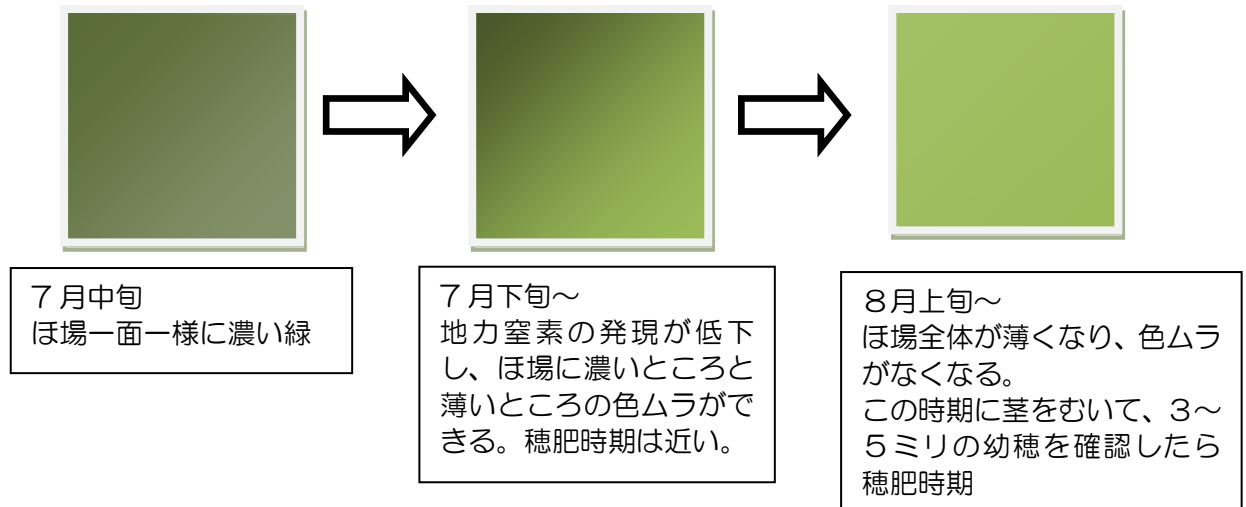 7月中旬
ほ場一面一様に濃い緑
7月下旬～
地力窒素の発現が低下
し、ほ場に濃いところと
薄いところの色ムラがで
きる。穂肥時期は近い。
8月上旬～
ほ場全体が薄くなり、色ムラ
がなくなる。
この時期に茎をむいて、3～
5ミリの幼穂を確認したら
穂肥時期